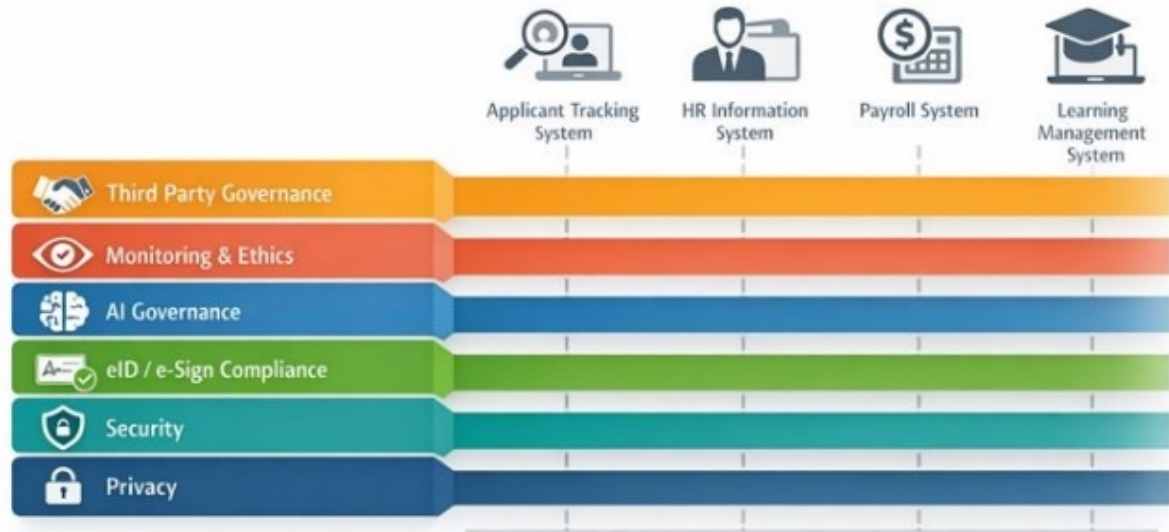 Applicant Tracking
System
HR Information
System
Payroll System
Learning
Management
System
Third Party Governance
Monitoring & Ethics
AI Governance
eID / e-Sign Compliance
Security
Privacy